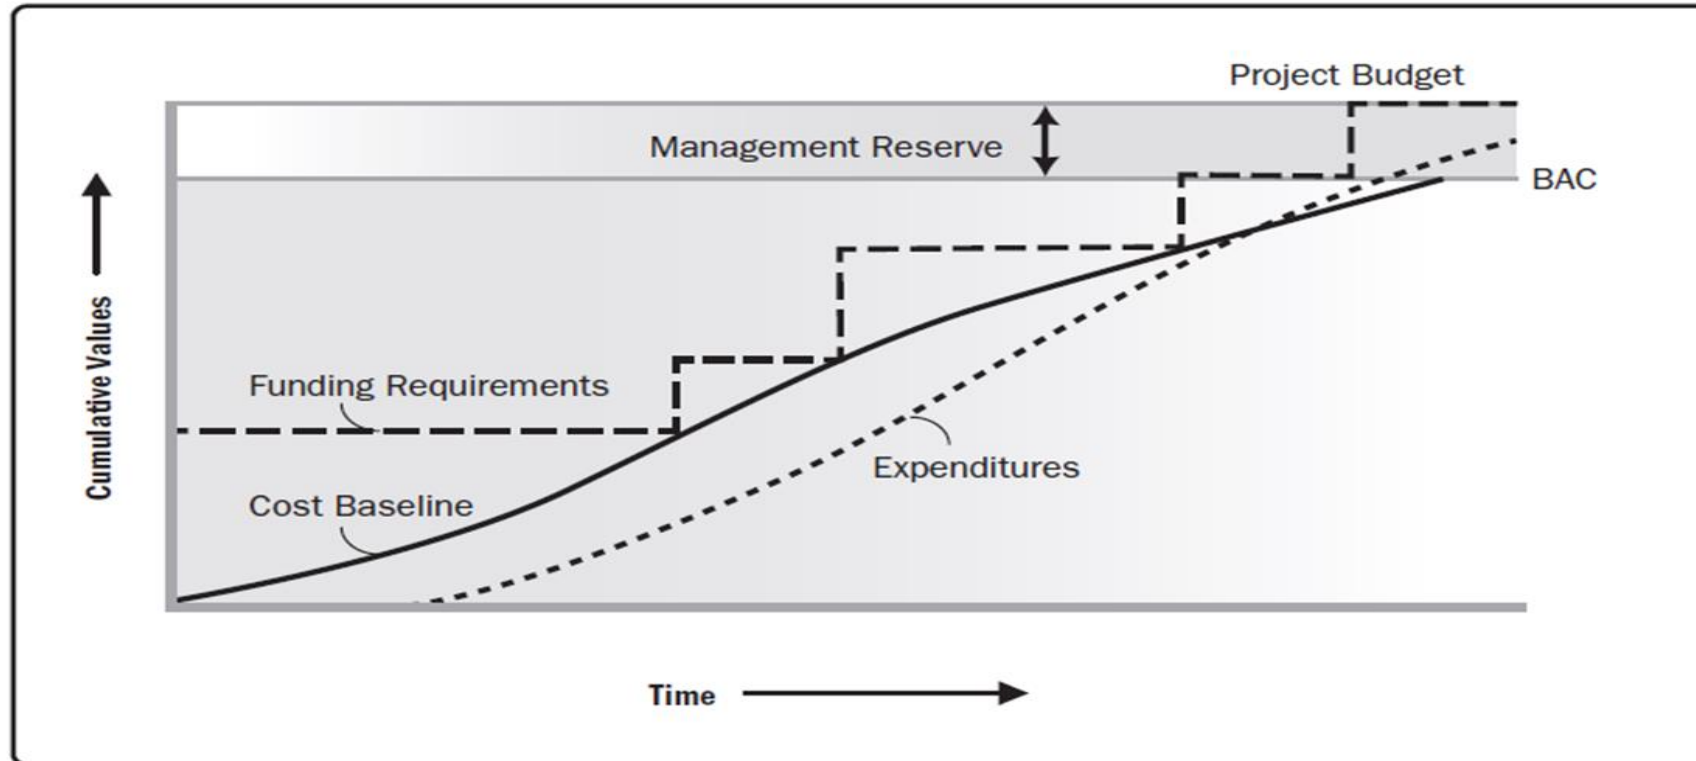 Project Budget
Management Reserve
BAC
Cumulative Values
Funding Requirements
Expenditures
Cost Baseline
Time